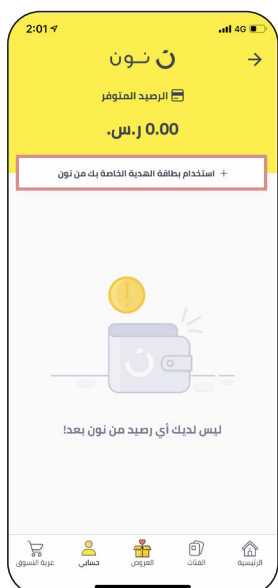 2:01 4G
نون
الرصيد المتوفر
0.00 ر.س.
+ استخدام بطاقة الهدية الخاصة بك من نون
ليس لديك أي رصيد من نون بعد!
الرئيسية الفئات العروض حسابي عربة التسوق